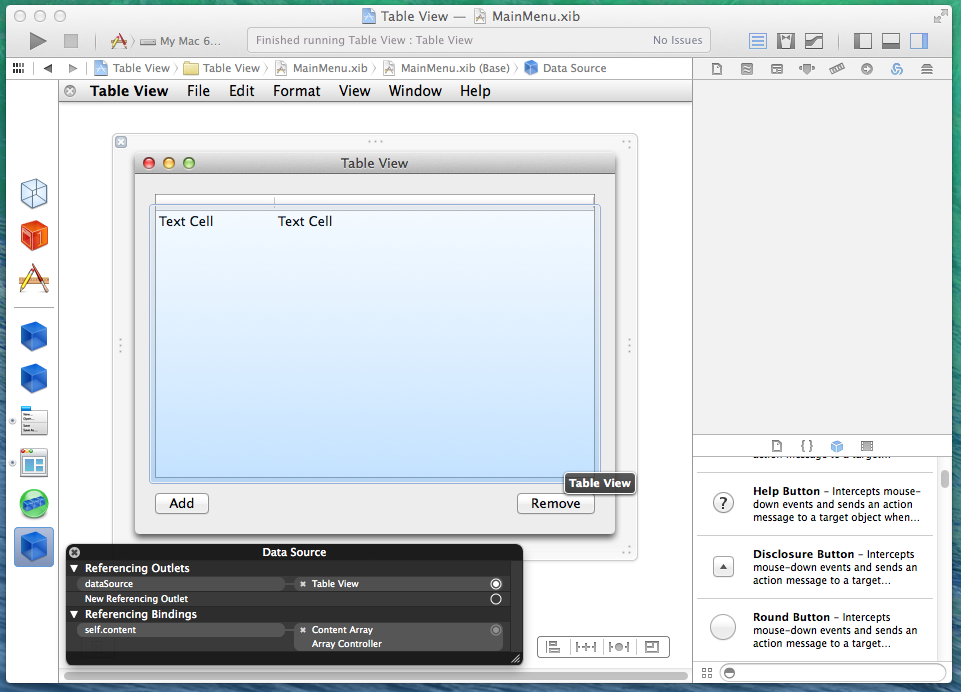 Table View — MainMenu.xib
My Mac 6...
Finished running Table View : Table View
No Issues
Table View
Table View
MainMenu.xib
MainMenu.xib (Base)
Data Source
Table View File Edit Format View Window Help
Table View
Text Cell
Text Cell
Table View
Add
Remove
Data Source
Referencing Outlets
dataSource
Table View
New Referencing Outlet
Referencing Bindings
self.content
Content Array
Array Controller
Help Button – Intercepts mouse-
down events and sends an action
message to a target object when...
Disclosure Button – Intercepts
mouse-down events and sends an
action message to a target...
Round Button – Intercepts
mouse-down events and sends an
action message to a target...